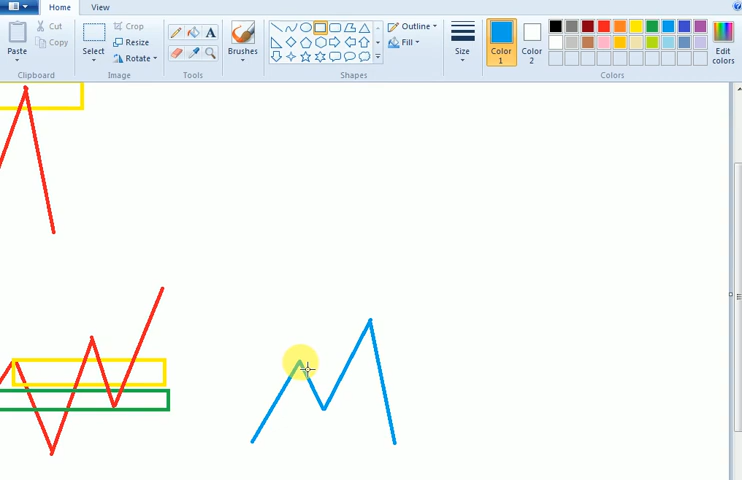 Home View
Paste
Cut
Copy
Clipboard
Select
Crop
Resize
Rotate
Image
A
Tools
Brushes
Shapes
Outline
Fill
Size
Color
1
Color
2
Edit
colors
Colors